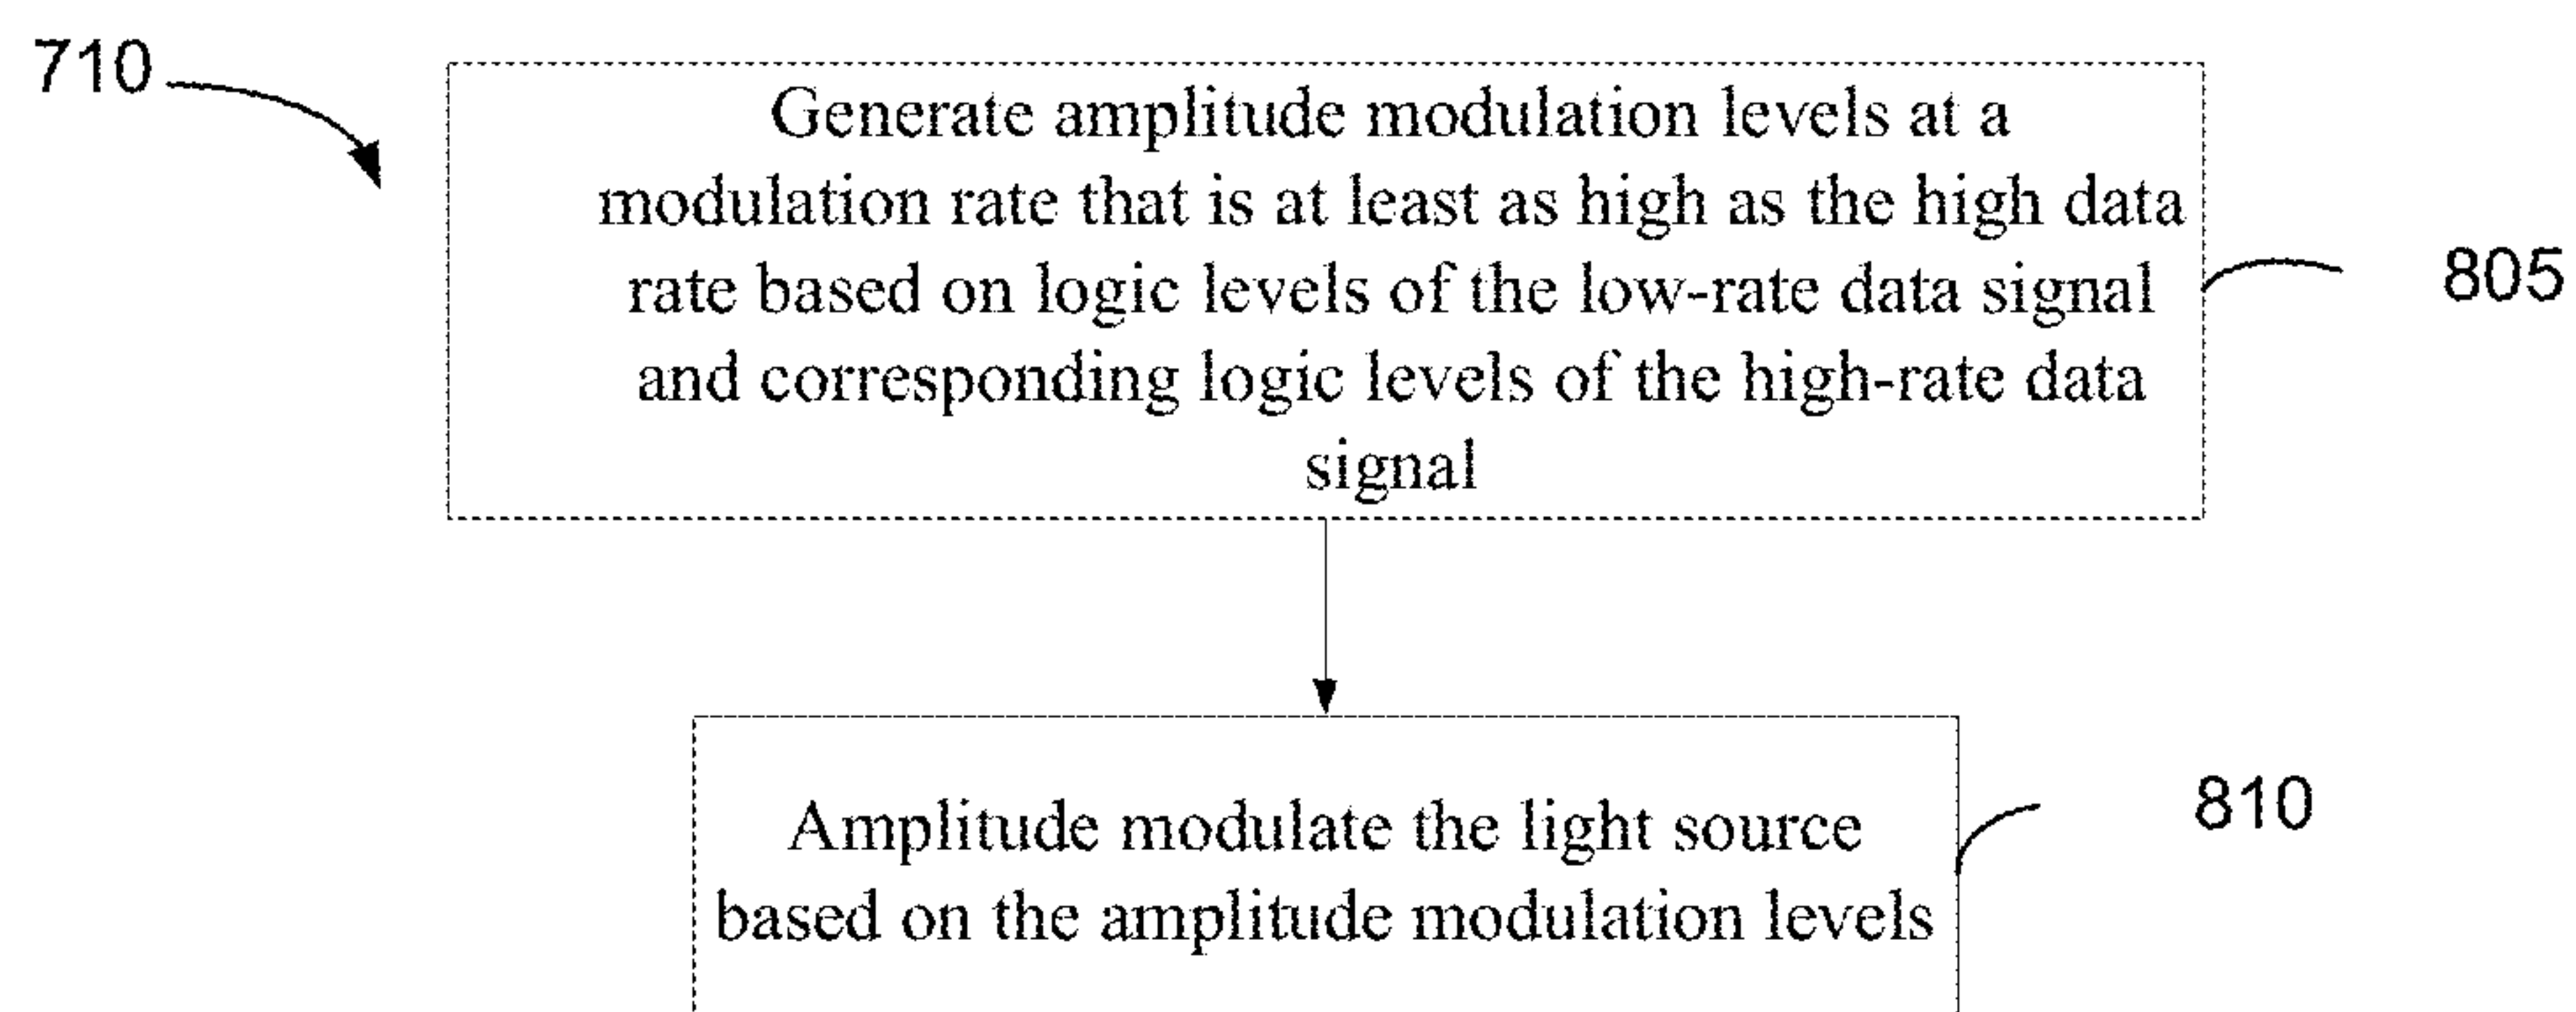 710
Generate amplitude modulation levels at a
modulation rate that is at least as high as the high data
rate based on logic levels of the low-rate data signal
and corresponding logic levels of the high-rate data
signal
805
Amplitude modulate the light source
based on the amplitude modulation levels
810